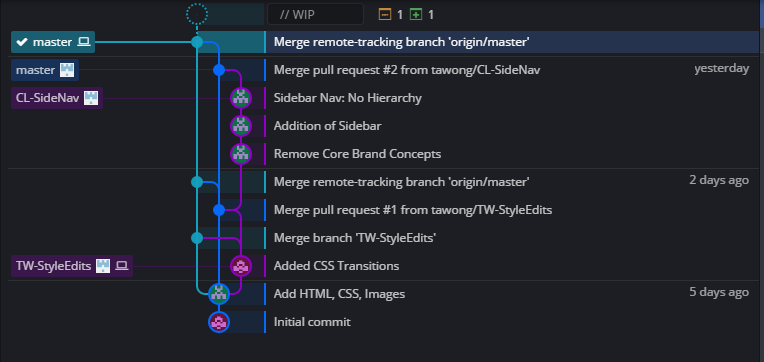 // WIP 1 1
master Merge remote-tracking branch 'origin/master'
master Merge pull request #2 from tawong/CL-SideNav yesterday
CL-SideNav Sidebar Nav: No Hierarchy
Addition of Sidebar
Remove Core Brand Concepts
Merge remote-tracking branch 'origin/master' 2 days ago
Merge pull request #1 from tawong/TW-StyleEdits
Merge branch 'TW-StyleEdits'
TW-StyleEdits Added CSS Transitions
Add HTML, CSS, Images 5 days ago
Initial commit